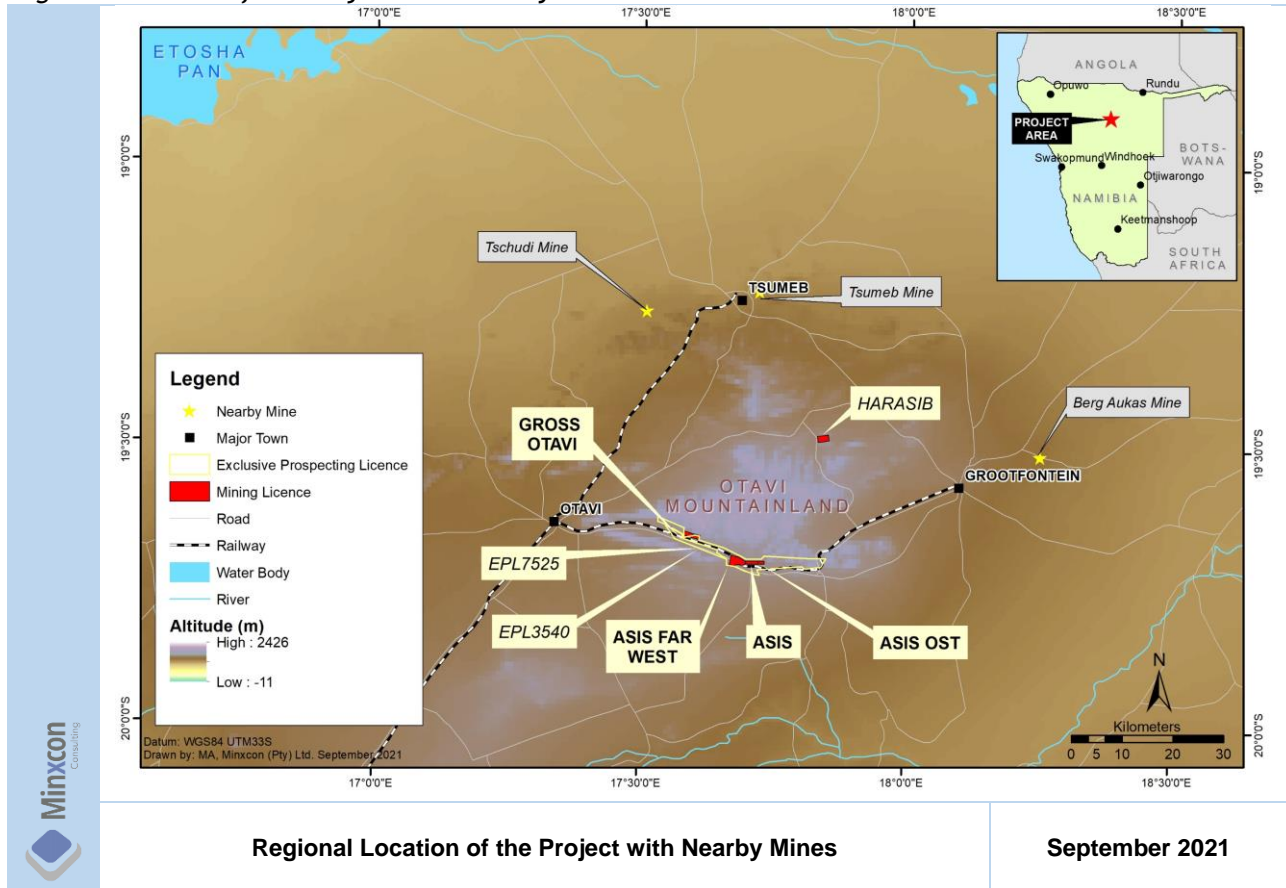 17°0'0"E
17°30'0"E
18°0'0"E
18°30'0"E
ETOSHA
PAN
ANGOLA
Opuwo
Rundu
PROJECT
AREA
BOTS-
WANA
Swakopmund
Windhoek
Otjiwarongo
NAMIBIA
Keetmanshoop
SOUTH
AFRICA
19°0'0"S
19°0'0"S
Tschudi Mine
TSUMEB
Tsumeb Mine
Legend
Nearby Mine
Major Town
Exclusive Prospecting Licence
Mining Licence
Road
Railway
Water Body
River
Altitude (m)
High : 2426
Low : -11
HARASIB
Berg Aukas Mine
GROSS
OTAVI
19°30'0"S
19°30'0"S
GROOTFONTEIN
OTAVI
MOUNTAINLAND
OTAVI
EPL7525
EPL3540
ASIS FAR
WEST
ASIS
ASIS OST
N
Kilometers
0 5 10 20 30
20°0'0"S
20°0'0"S
Datum: WGS84 UTM33S
Drawn by: MA, Minxcon (Pty) Ltd. September 2021
17°0'0"E
17°30'0"E
18°0'0"E
18°30'0"E
Minxcon
Consulting
Regional Location of the Project with Nearby Mines
September 2021